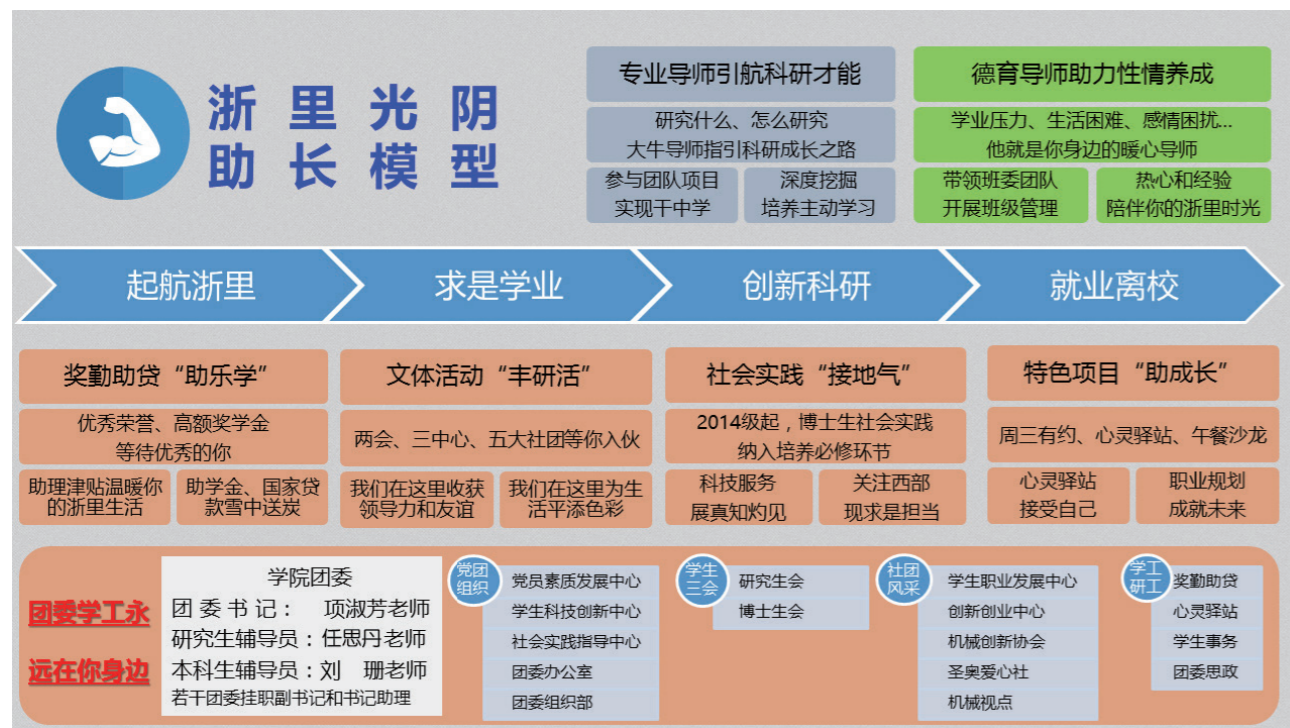 浙里光阴
助长模型
专业导师引航科研才能
研究什么、怎么研究
大牛导师指引科研成长之路
参与团队项目
实现干中学
深度挖掘
培养主动学习
德育导师助力性情养成
学业压力、生活困难、感情困扰...
他就是你身边的暖心导师
带领班委团队
开展班级管理
热心和经验
陪伴你的浙里时光
起航浙里
求是学业
创新科研
就业离校
奖勤助贷“助乐学”
优秀荣誉、高额奖学金
等待优秀的你
助理津贴温暖你
的浙里生活
助学金、国家贷
款雪中送炭
文体活动“丰研活”
两会、三中心、五大社团等你入伙
我们在这里收获
领导力和友谊
我们在这里为生
活平添色彩
社会实践“接地气”
2014级起，博士生社会实践
纳入培养必修环节
科技服务
展真知灼见
关注西部
现求是担当
特色项目“助成长”
周三有约、心灵驿站、午餐沙龙
心灵驿站
接受自己
职业规划
成就未来
团委学工永
远在你身边
学院团委
团委书记： 项淑芳老师
研究生辅导员：任思丹老师
本科生辅导员：刘 珊老师
若干团委挂职副书记和书记助理
党团
组织
党员素质发展中心
学生科技创新中心
社会实践指导中心
团委办公室
团委组织部
学生
三会
研究生会
博士生会
社团
风采
学生职业发展中心
创新创业中心
机械创新协会
圣奥爱心社
机械视点
学工
研工
奖勤助贷
心灵驿站
学生事务
团委思政